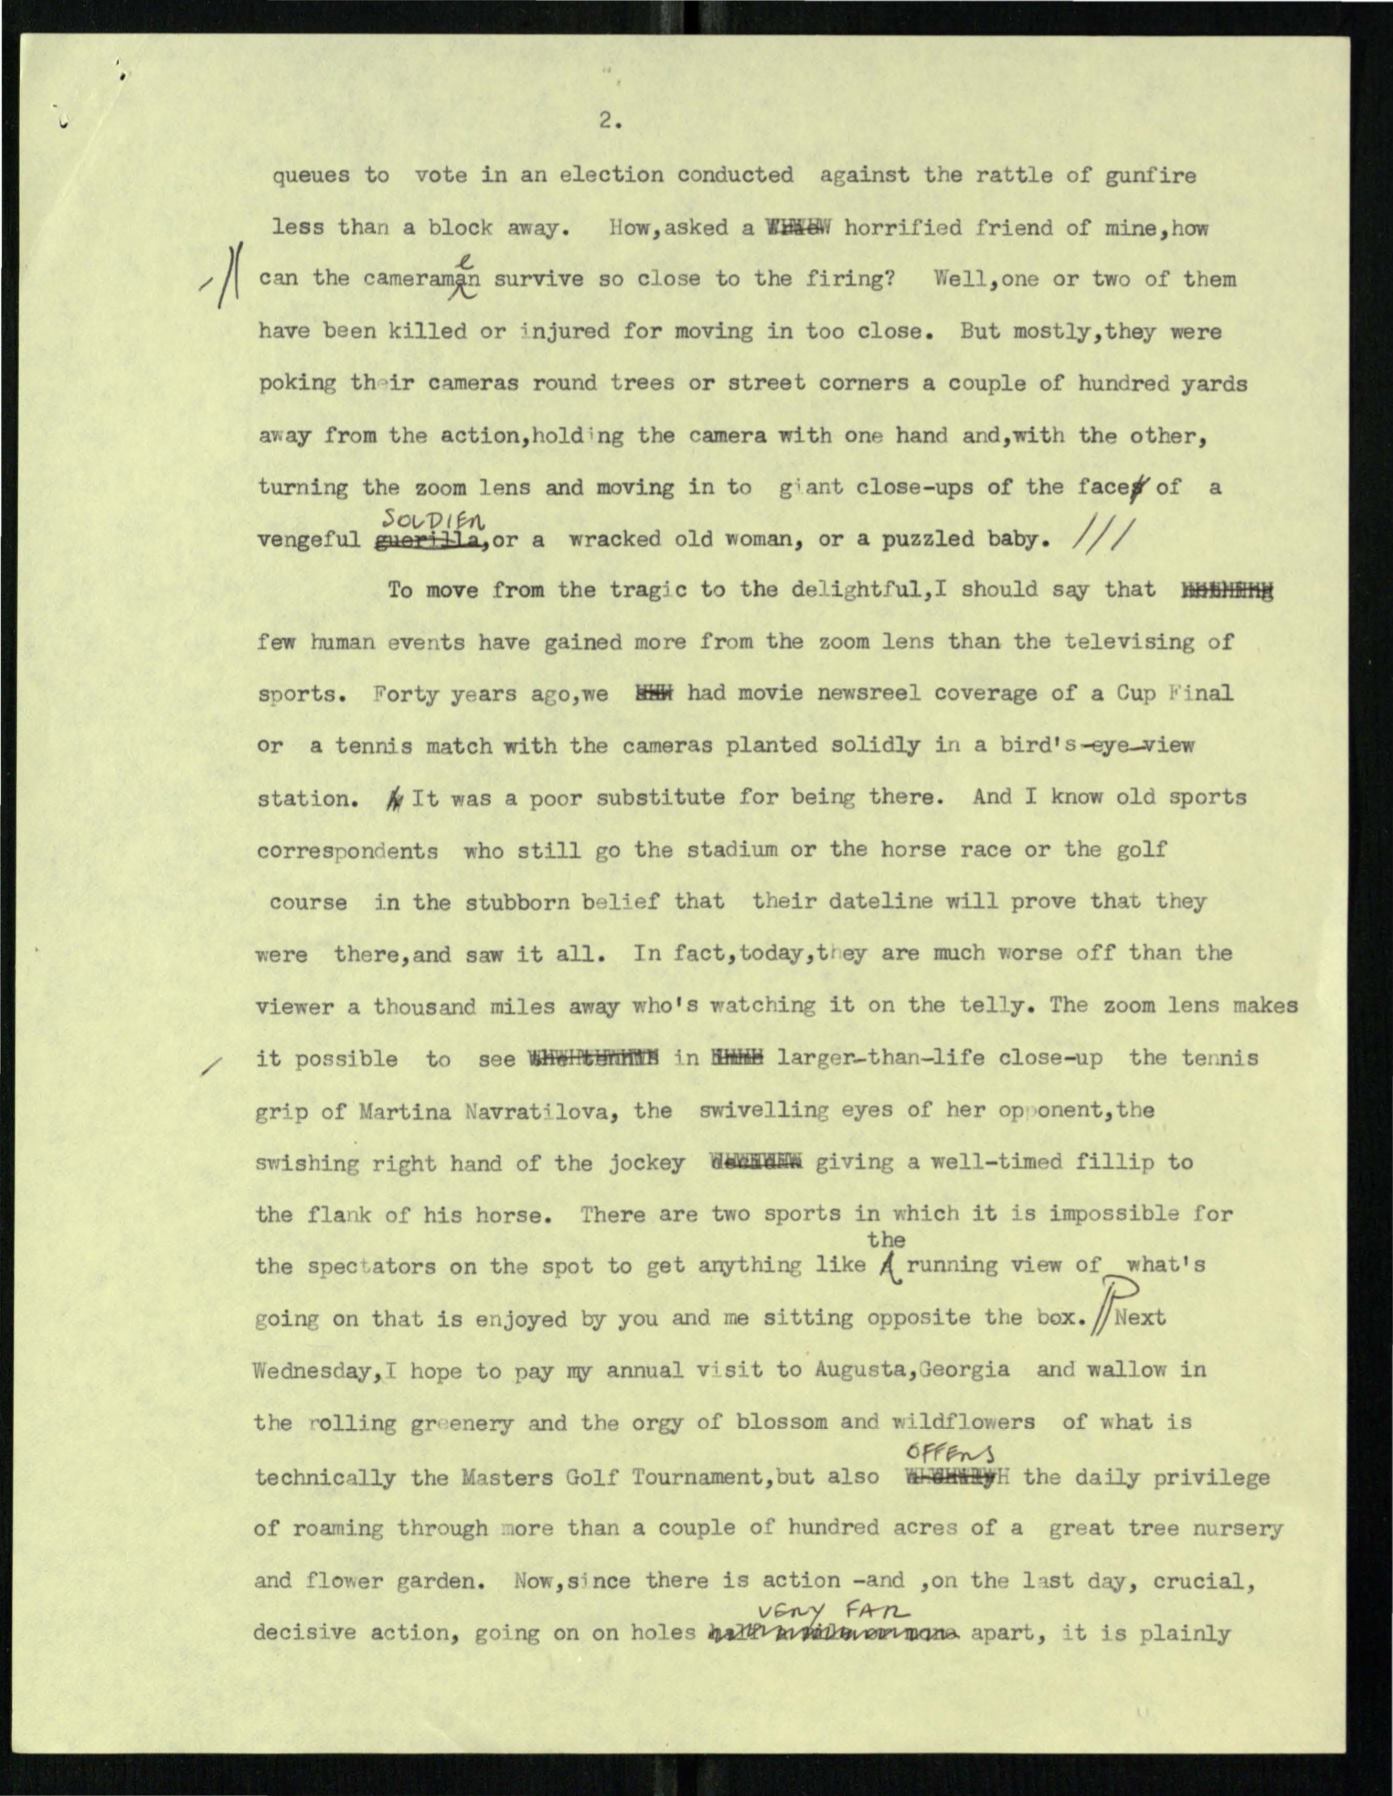 2.
queues to vote in an election conducted against the rattle of gunfire
less than a block away. How,asked a horrified friend of mine,how
e
can the cameraman survive so close to the firing? Well,one or two of them
have been killed or injured for moving in too close. But mostly,they were
poking their cameras round trees or street corners a couple of hundred yards
away from the action,holding the camera with one hand and,with the other,
turning the zoom lens and moving in to giant close-ups of the face of a
SOLDIER
vengeful guerilla,or a wracked old woman, or a puzzled baby. ///
To move from the tragic to the delightful,I should say that nothing
few human events have gained more from the zoom lens than the televising of
sports. Forty years ago,we had movie newsreel coverage of a Cup Final
or a tennis match with the cameras planted solidly in a bird's-eye-view
station. It was a poor substitute for being there. And I know old sports
correspondents who still go the stadium or the horse race or the golf
course in the stubborn belief that their dateline will prove that they
were there,and saw it all. In fact,today,they are much worse off than the
viewer a thousand miles away who's watching it on the telly. The zoom lens makes
it possible to see in larger-than-life close-up the tennis
grip of Martina Navratilova, the swivelling eyes of her opponent,the
swishing right hand of the jockey giving a well-timed fillip to
the flank of his horse. There are two sports in which it is impossible for
the
the spectators on the spot to get anything like running view of what's
going on that is enjoyed by you and me sitting opposite the box. Next
Wednesday,I hope to pay my annual visit to Augusta,Georgia and wallow in
the rolling greenery and the orgy of blossom and wildflowers of what is
OFFERS
technically the Masters Golf Tournament,but also the daily privilege
of roaming through more than a couple of hundred acres of a great tree nursery
and flower garden. Now,since there is action -and ,on the last day, crucial,
VERY FAR
decisive action, going on on holes half a mile or more apart, it is plainly